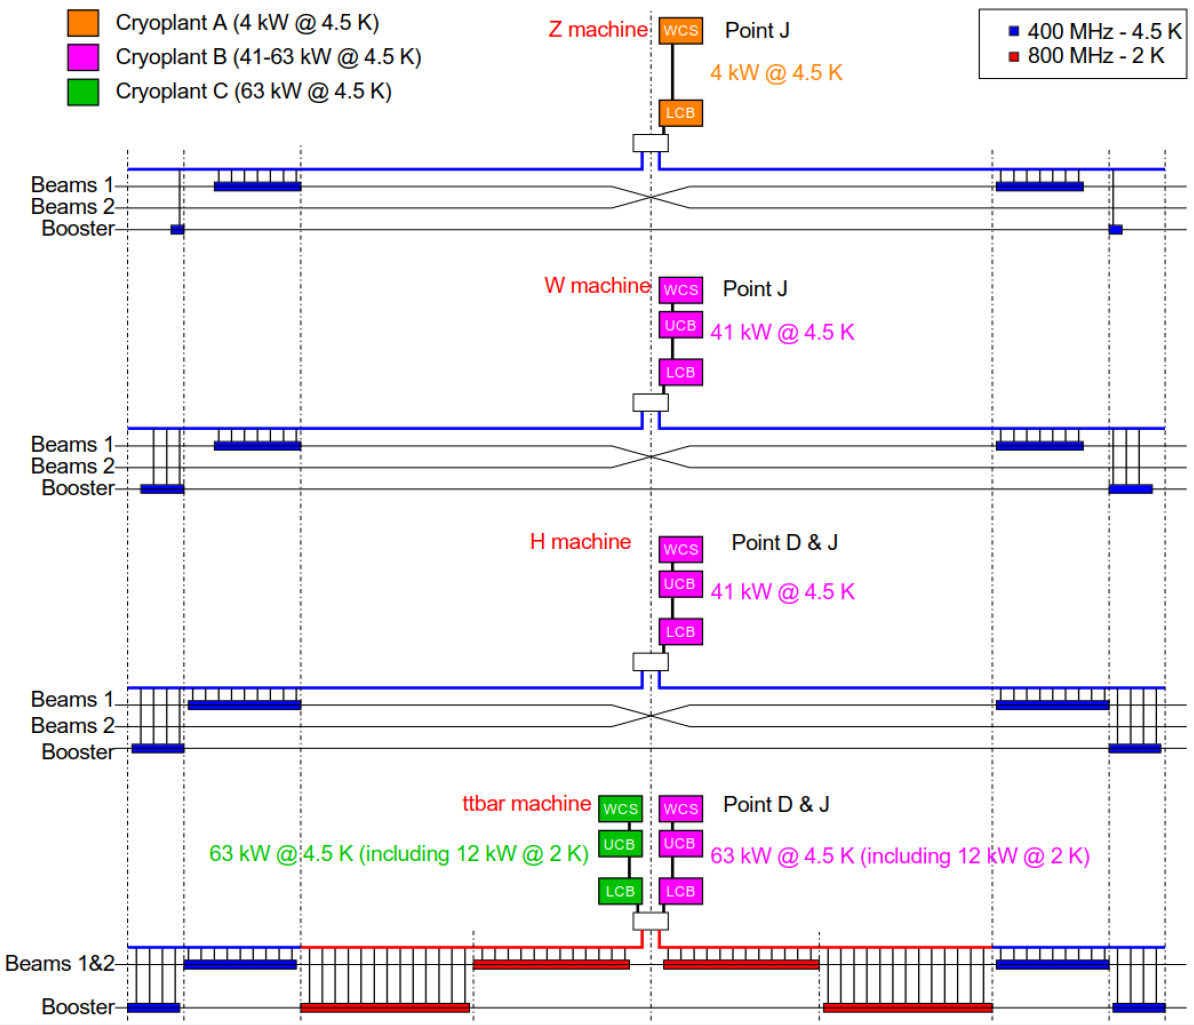 Cryoplant A (4 kW @ 4.5 K)
Cryoplant B (41-63 kW @ 4.5 K)
Cryoplant C (63 kW @ 4.5 K)
400 MHz - 4.5 K
800 MHz - 2 K
Z machine
WCS
Point J
4 kW @ 4.5 K
LCB
Beams 1
Beams 2
Booster
W machine
WCS
Point J
UCB
41 kW @ 4.5 K
LCB
Beams 1
Beams 2
Booster
H machine
WCS
Point D & J
UCB
41 kW @ 4.5 K
LCB
Beams 1
Beams 2
Booster
ttbar machine
WCS
WCS
Point D & J
63 kW @ 4.5 K (including 12 kW @ 2 K)
UCB
UCB
63 kW @ 4.5 K (including 12 kW @ 2 K)
LCB
LCB
Beams 1&2
Booster